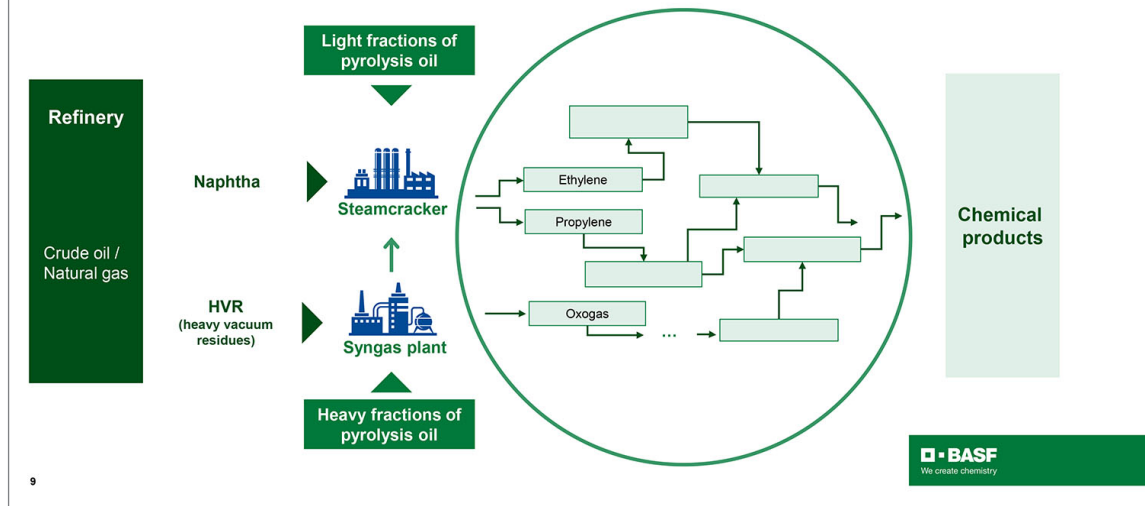 Light fractions of
pyrolysis oil
Refinery
Crude oil /
Natural gas
Naphtha
Steamcracker
HVR
(heavy vacuum
residues)
Syngas plant
Heavy fractions of
pyrolysis oil
Ethylene
Propylene
Oxogas
...
Chemical
products
BASF
We create chemistry
9